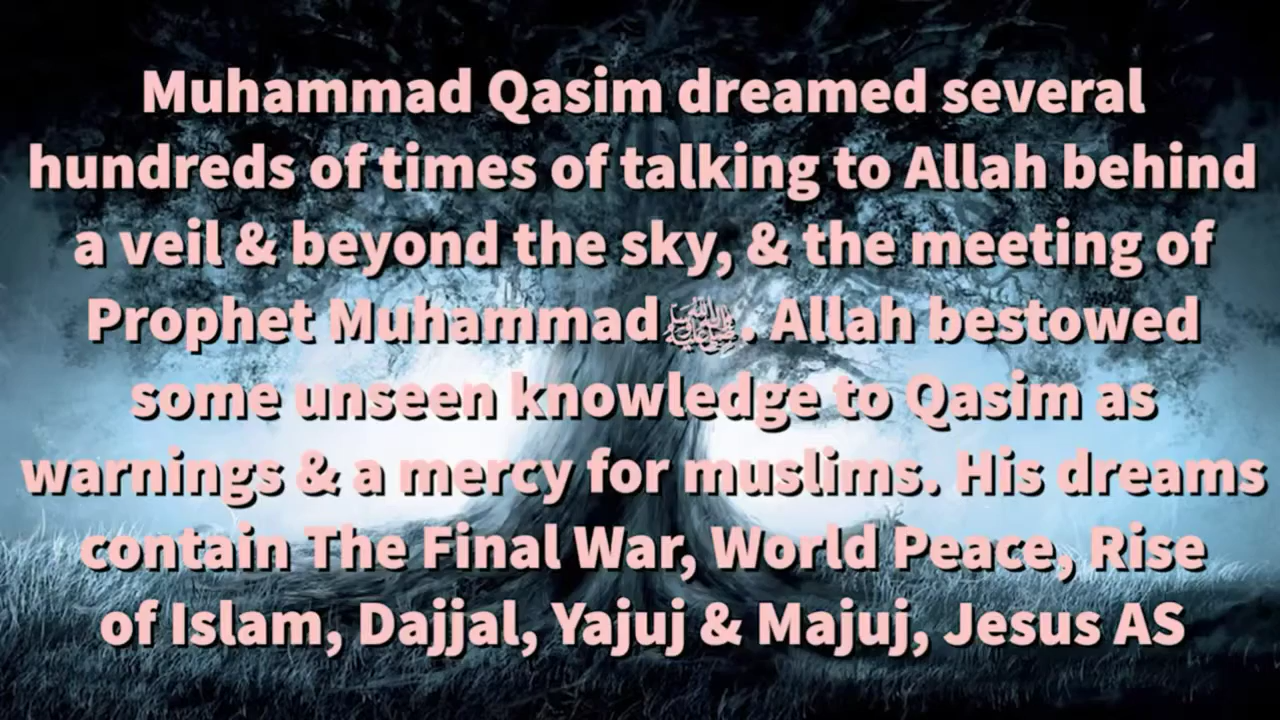 Muhammad Qasim dreamed several
hundreds of times of talking to Allah behind
a veil & beyond the sky, & the meeting of
Prophet Muhammadﷺ. Allah bestowed
some unseen knowledge to Qasim as
warnings & a mercy for muslims. His dreams
contain The Final War, World Peace, Rise
of Islam, Dajjal, Yajuj & Majuj, Jesus AS